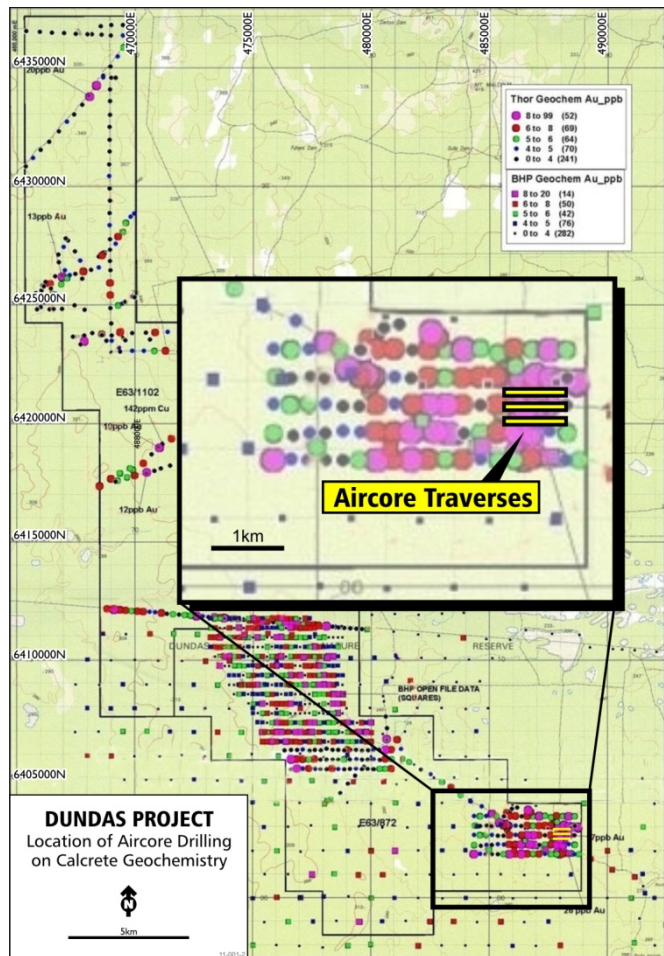 470000E
475000E
480000E
485000E
490000E
6435000N
20ppb Au
Thor Geochem Au_ppb
8 to 99 (52)
6 to 8 (69)
5 to 6 (64)
4 to 5 (70)
0 to 4 (241)
BHP Geochem Au_ppb
8 to 20 (14)
6 to 8 (50)
5 to 6 (42)
4 to 5 (76)
0 to 4 (282)
6430000N
13ppb Au
6425000N
E63/1102
142ppm Cu
10ppb Au
6420000N
12ppb Au
Aircore Traverses
1km
6415000N
DUNDAS
RESERVE
6410000N
BHP OPEN FILE DATA
(SQUARES)
6405000N
E63/872
7ppb Au
26 ppb Au
DUNDAS PROJECT
Location of Aircore Drilling
on Calcrete Geochemistry
N
5km